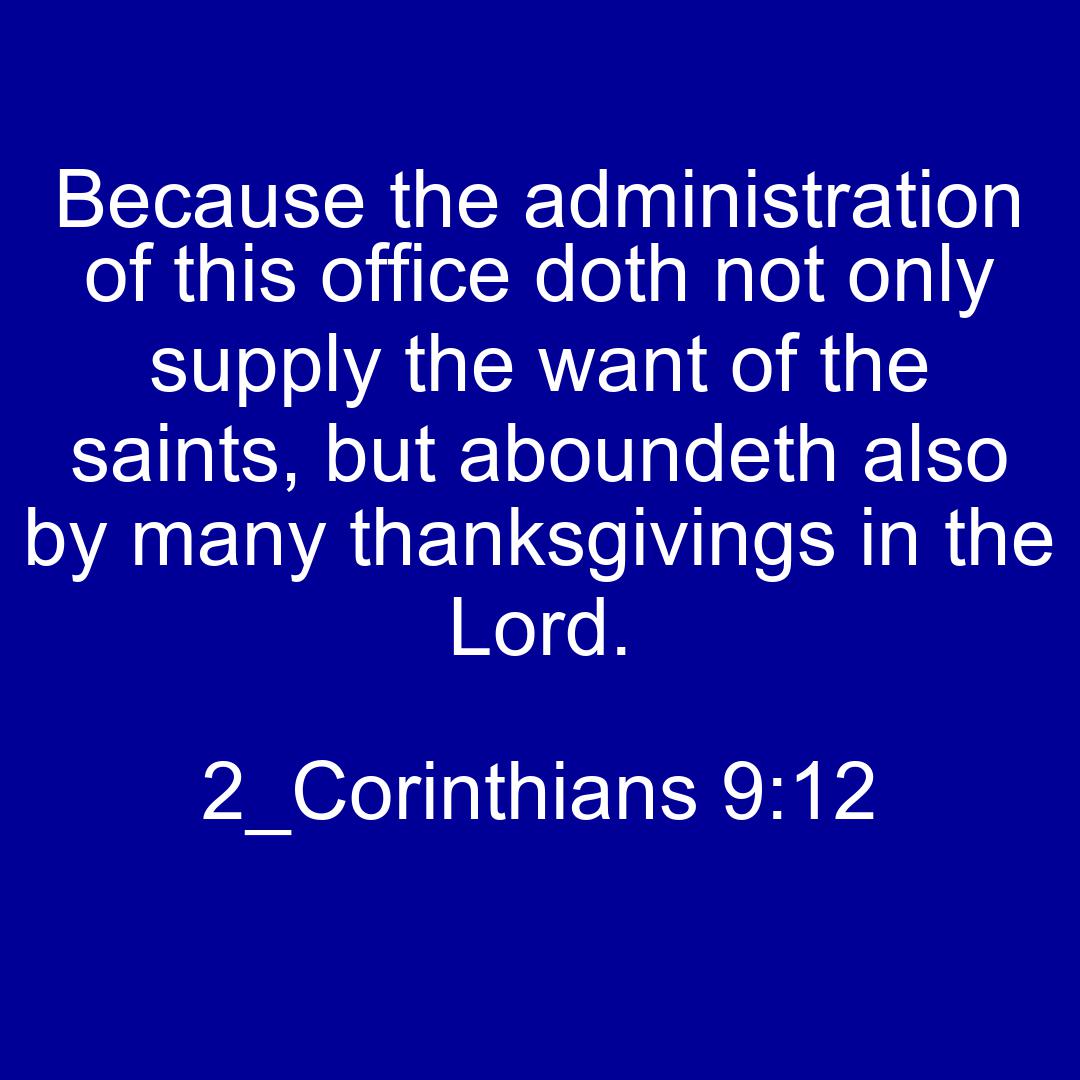 Because the administration
of this office doth not only
supply the want of the
saints, but aboundeth also
by many thanksgivings in the
Lord.
2_Corinthians 9:12